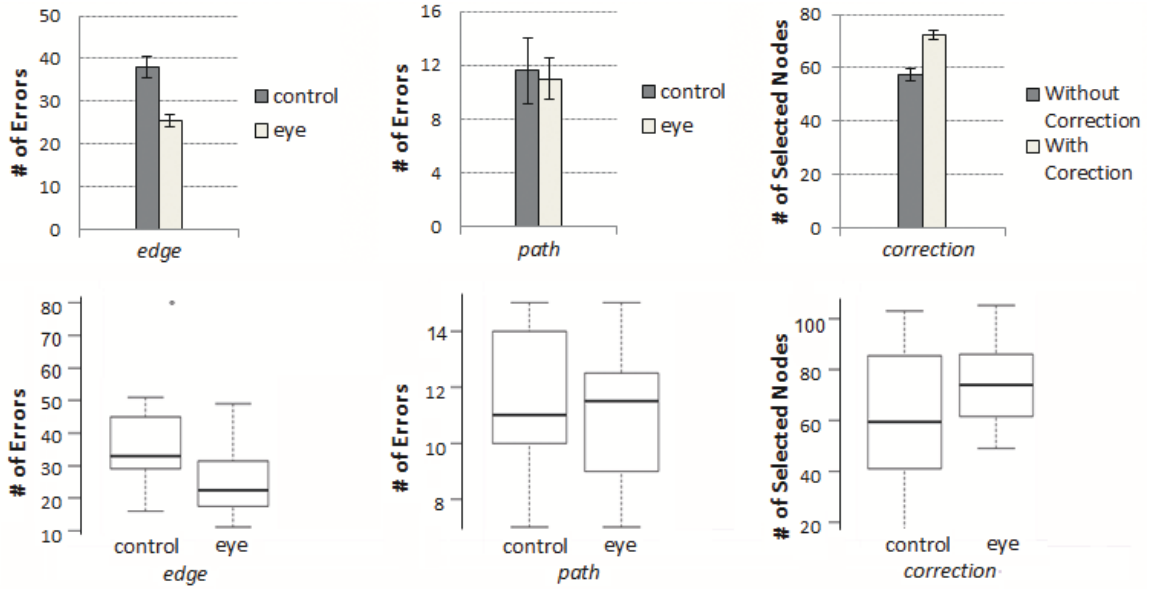 # of Errors
50
40
30
20
10
0
control
eye
edge
# of Errors
16
12
8
4
0
control
eye
path
# of Selected Nodes
80
60
40
20
0
Without
Correction
With
Corection
correction
# of Errors
80
70
60
50
40
30
20
10
control eye
edge
# of Errors
14
12
10
8
control eye
path
# of Selected Nodes
100
80
60
40
20
control eye
correction